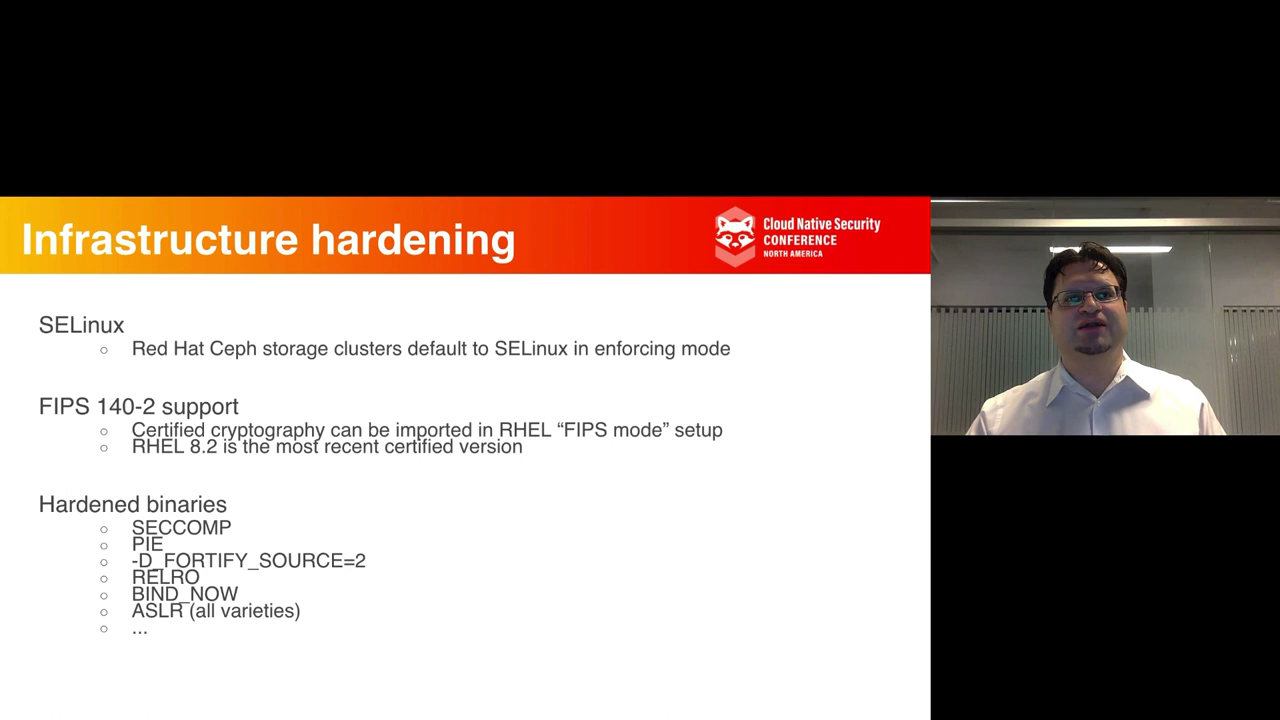 Infrastructure hardening
Cloud Native Security
CONFERENCE
NORTH AMERICA
SELinux
○ Red Hat Ceph storage clusters default to SELinux in enforcing mode
FIPS 140-2 support
○ Certified cryptography can be imported in RHEL “FIPS mode” setup
○ RHEL 8.2 is the most recent certified version
Hardened binaries
○ SECCOMP
○ PIE
○ -D_FORTIFY_SOURCE=2
○ RELRO
○ BIND_NOW
○ ASLR (all varieties)
○ ...